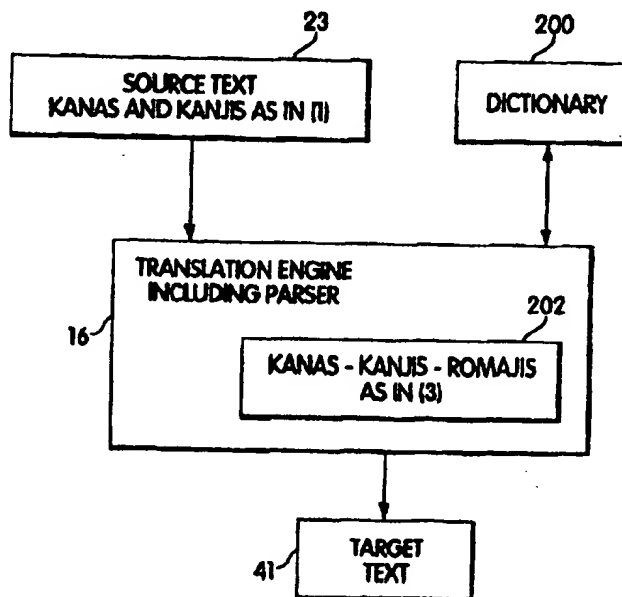 23
200
SOURCE TEXT
KANAS AND KANJIS AS IN (1)
DICTIONARY
TRANSLATION ENGINE
INCLUDING PARSER
16
202
KANAS - KANJIS - ROMAJIS
AS IN (3)
41
TARGET
TEXT